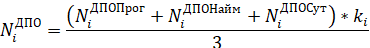 N_i^ДПО = (N_i^ДПОПрог + N_i^ДПОНайм + N_i^ДПОСут) * k_i / 3